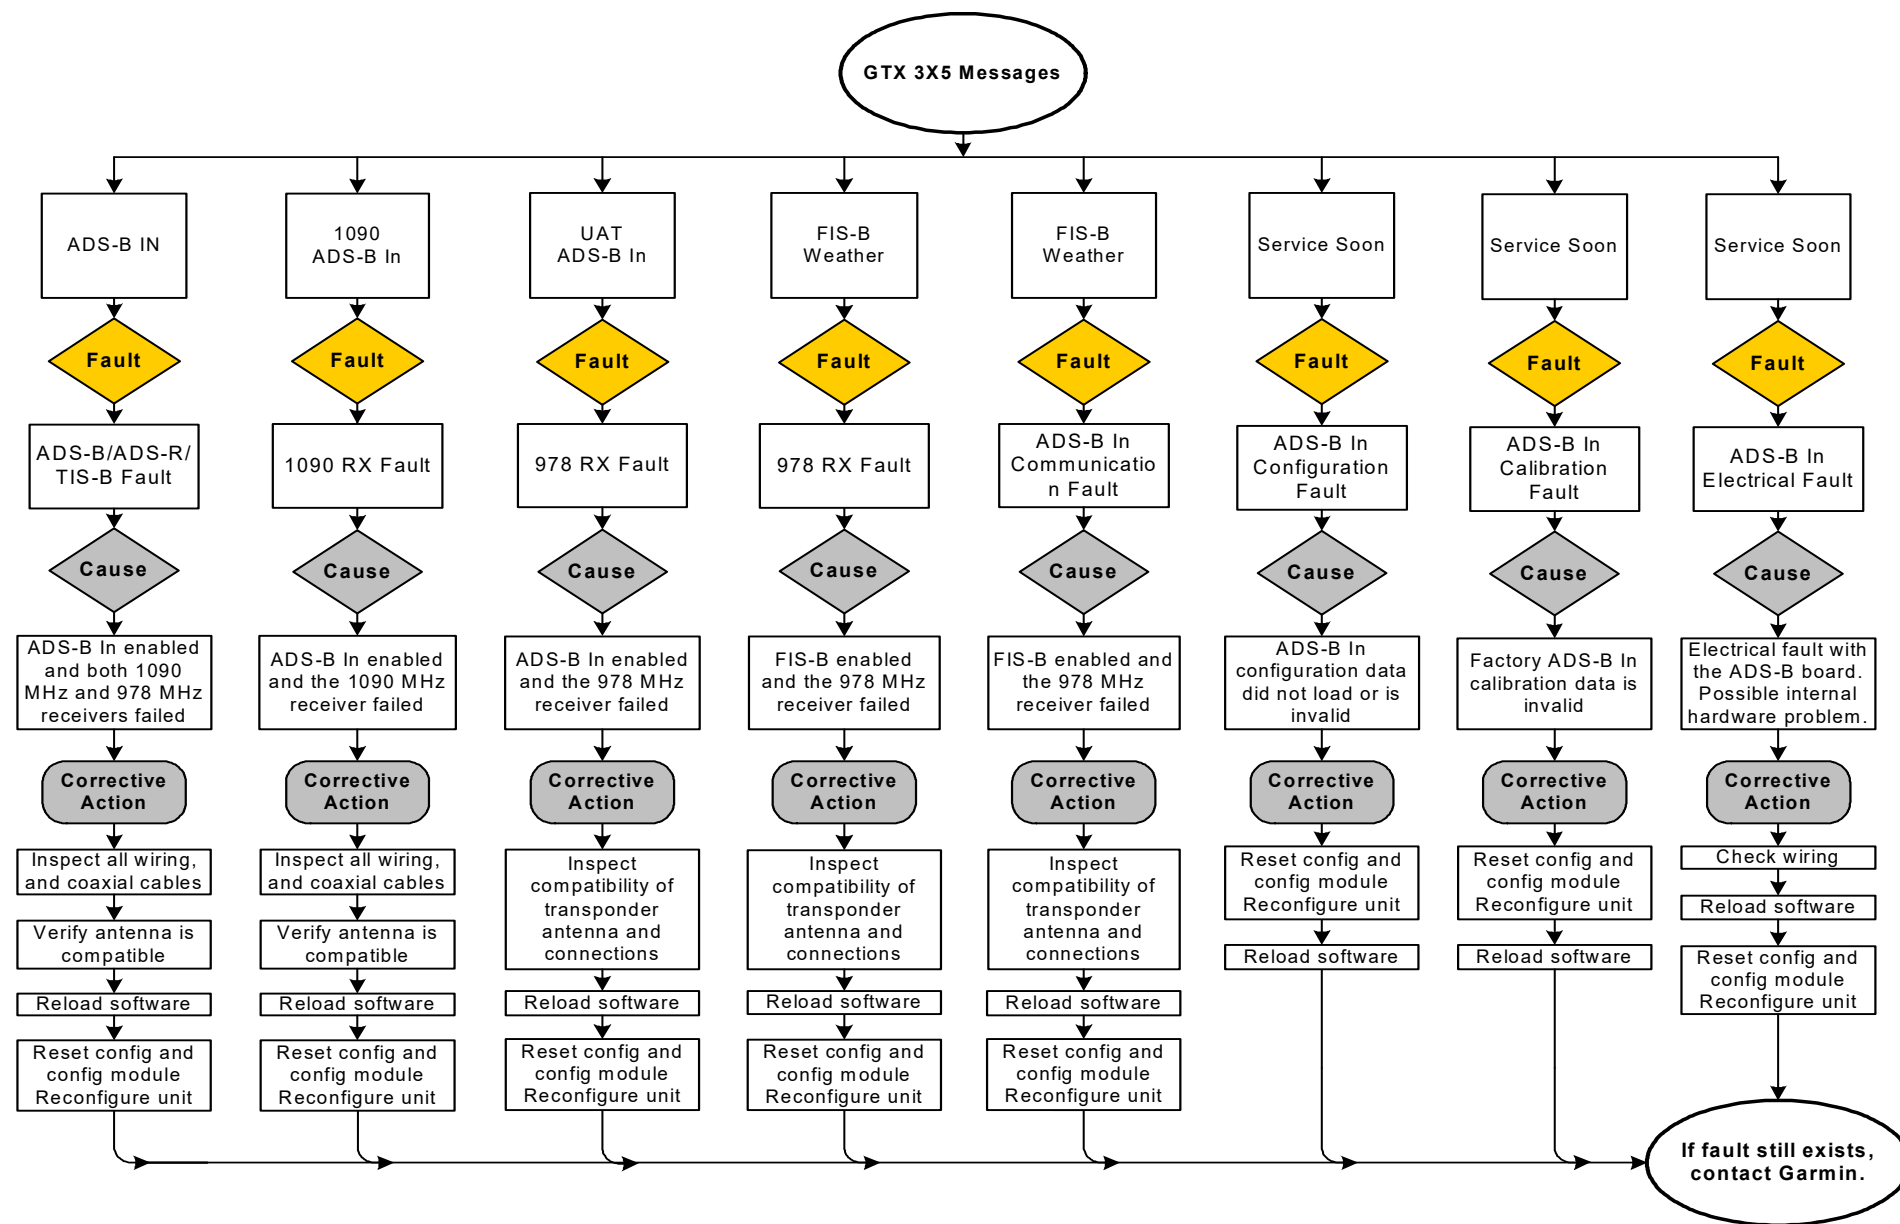 GTX 3X5 Messages
ADS-B IN
1090
ADS-B In
UAT
ADS-B In
FIS-B
Weather
FIS-B
Weather
Service Soon
Service Soon
Service Soon
Fault
Fault
Fault
Fault
Fault
Fault
Fault
Fault
ADS-B/ADS-R/
TIS-B Fault
1090 RX Fault
978 RX Fault
978 RX Fault
ADS-B In
Communicatio
n Fault
ADS-B In
Configuration
Fault
ADS-B In
Calibration
Fault
ADS-B In
Electrical Fault
Cause
Cause
Cause
Cause
Cause
Cause
Cause
Cause
ADS-B In enabled
and both 1090
MHz and 978 MHz
receivers failed
ADS-B In enabled
and the 1090 MHz
receiver failed
ADS-B In enabled
and the 978 MHz
receiver failed
FIS-B enabled
and the 978 MHz
receiver failed
FIS-B enabled and
the 978 MHz
receiver failed
ADS-B In
configuration data
did not load or is
invalid
Factory ADS-B In
calibration data is
invalid
Electrical fault with
the ADS-B board.
Possible internal
hardware problem.
Corrective
Action
Corrective
Action
Corrective
Action
Corrective
Action
Corrective
Action
Corrective
Action
Corrective
Action
Corrective
Action
Inspect all wiring,
and coaxial cables
Verify antenna is
compatible
Reload software
Reset config and
config module
Reconfigure unit
Inspect all wiring,
and coaxial cables
Verify antenna is
compatible
Reload software
Reset config and
config module
Reconfigure unit
Inspect
compatibility of
transponder
antenna and
connections
Reload software
Reset config and
config module
Reconfigure unit
Inspect
compatibility of
transponder
antenna and
connections
Reload software
Reset config and
config module
Reconfigure unit
Inspect
compatibility of
transponder
antenna and
connections
Reload software
Reset config and
config module
Reconfigure unit
Reset config and
config module
Reconfigure unit
Reload software
Reset config and
config module
Reconfigure unit
Reload software
Check wiring
Reload software
Reset config and
config module
Reconfigure unit
If fault still exists,
contact Garmin.